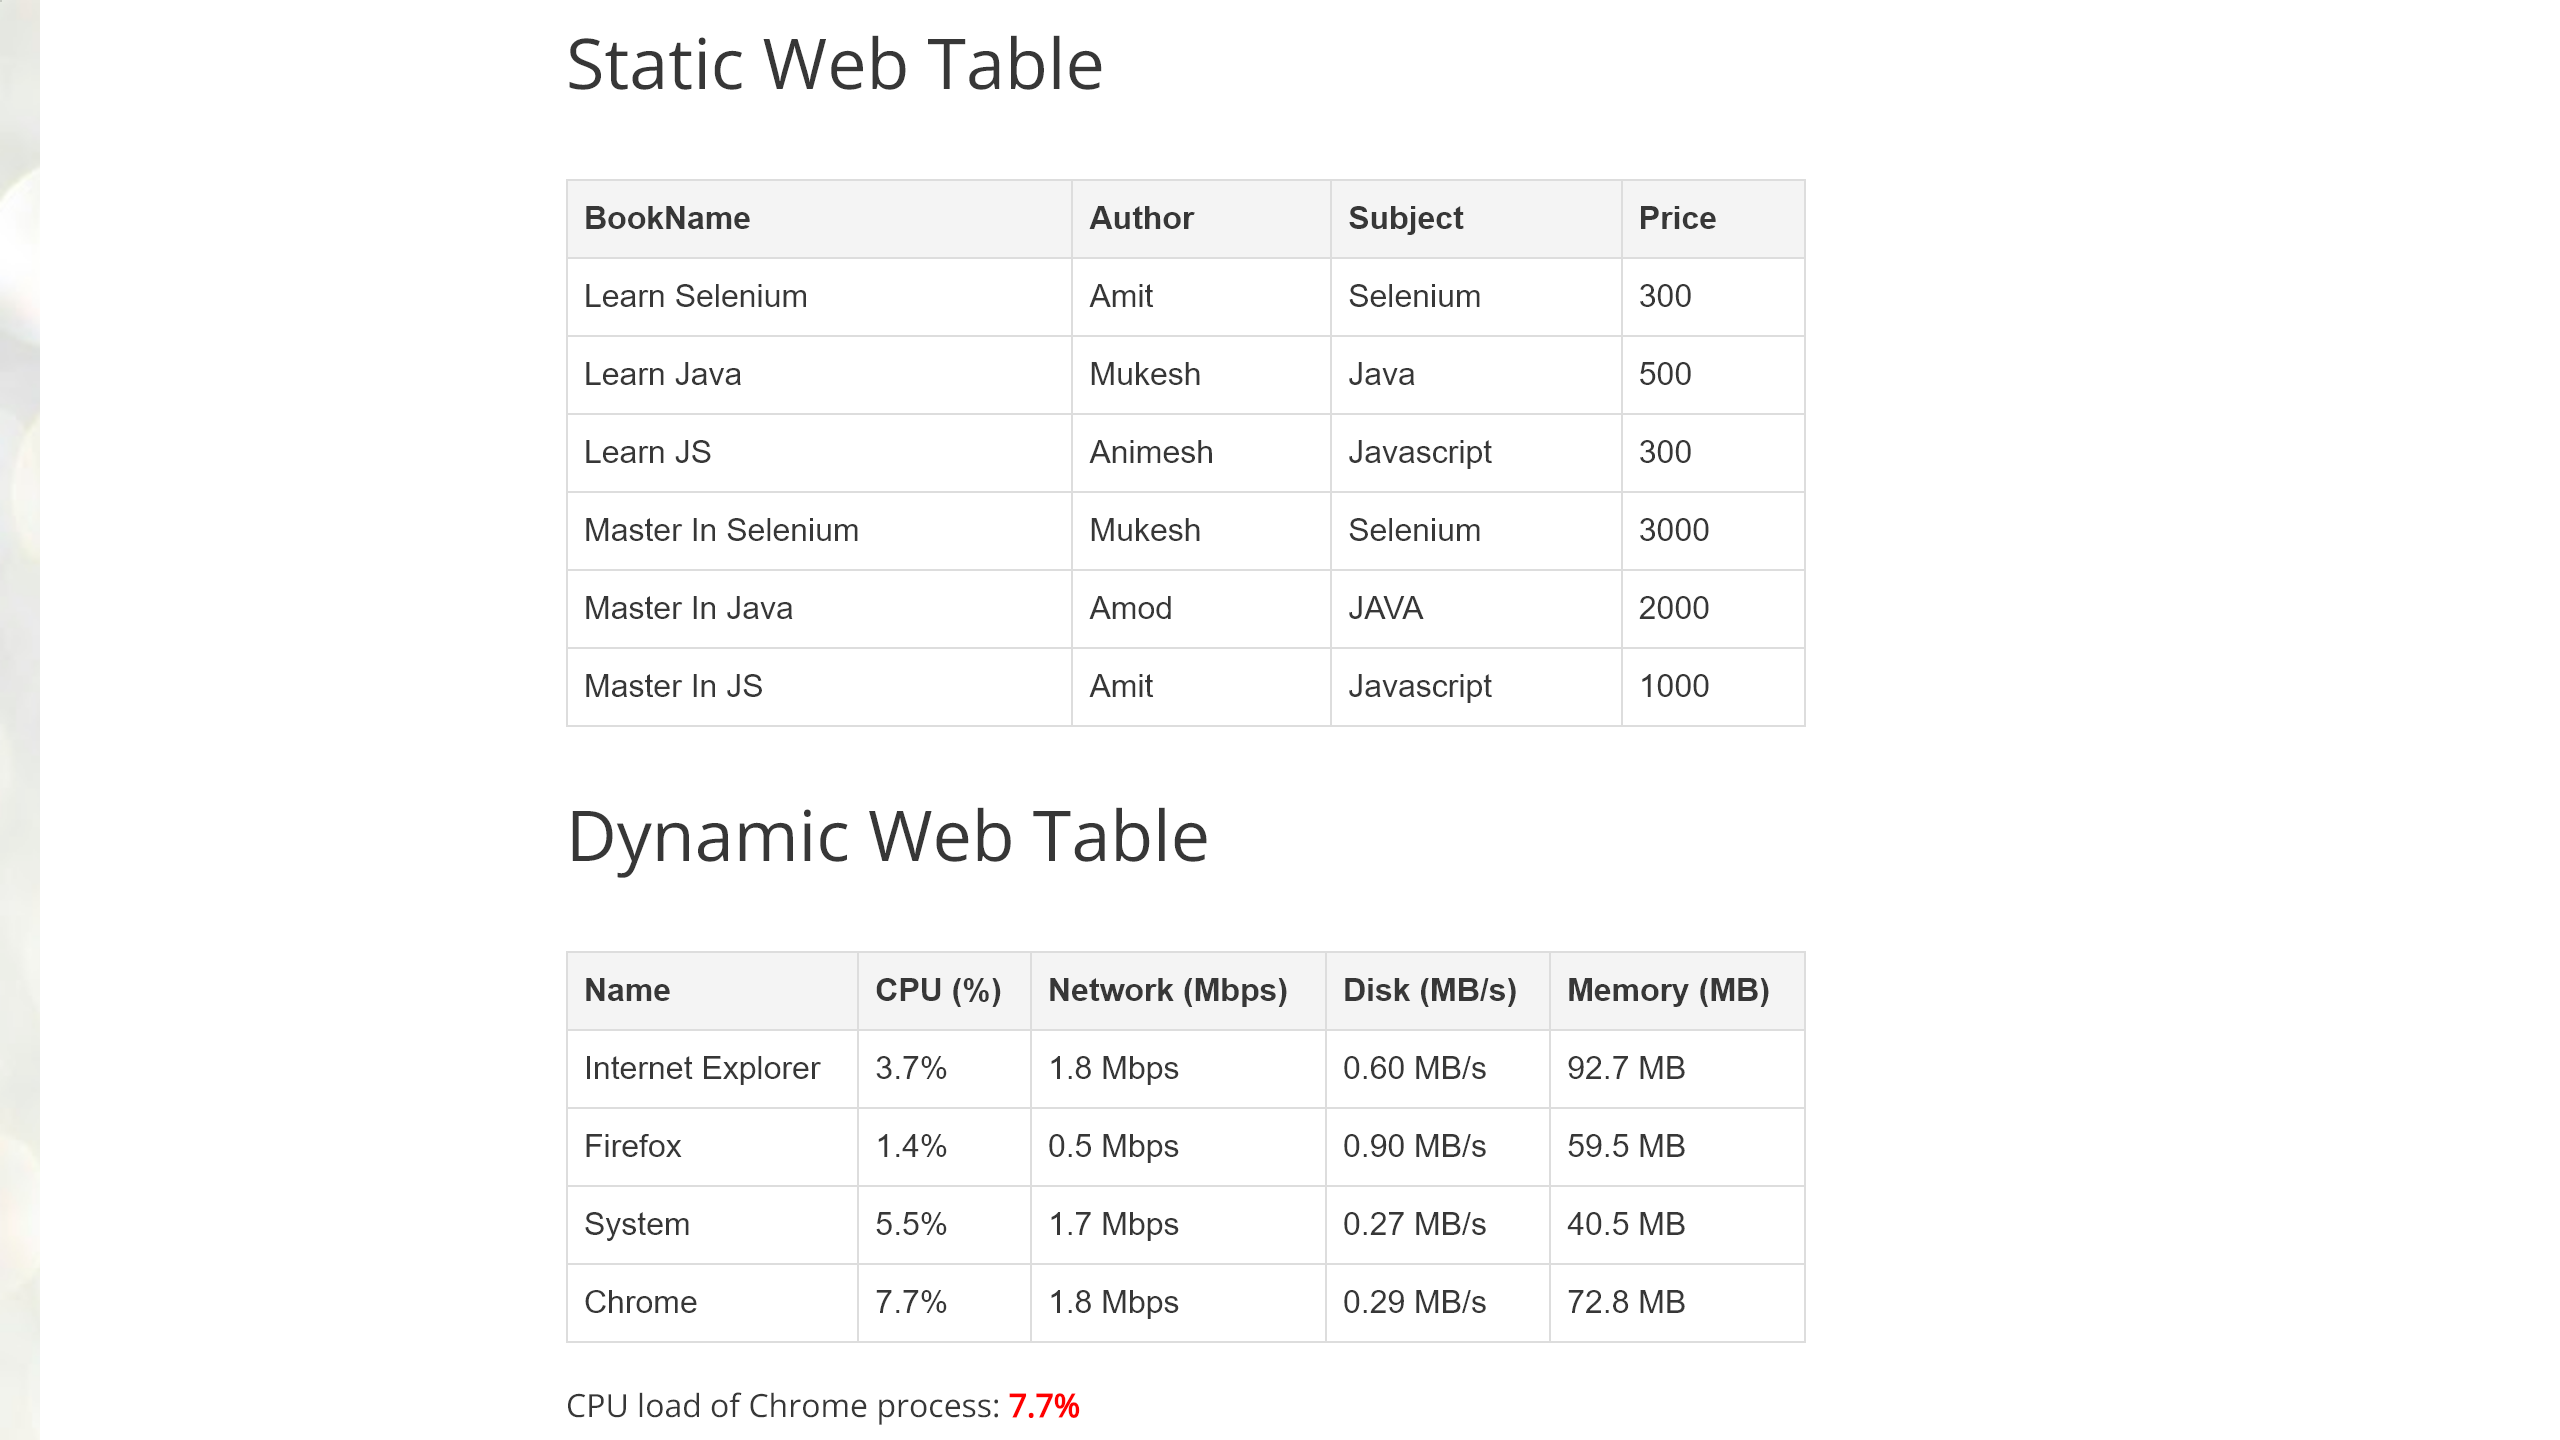 Static Web Table
BookName Author Subject Price
Learn Selenium Amit Selenium 300
Learn Java Mukesh Java 500
Learn JS Animesh Javascript 300
Master In Selenium Mukesh Selenium 3000
Master In Java Amod JAVA 2000
Master In JS Amit Javascript 1000
Dynamic Web Table
Name CPU (%) Network (Mbps) Disk (MB/s) Memory (MB)
Internet Explorer 3.7% 1.8 Mbps 0.60 MB/s 92.7 MB
Firefox 1.4% 0.5 Mbps 0.90 MB/s 59.5 MB
System 5.5% 1.7 Mbps 0.27 MB/s 40.5 MB
Chrome 7.7% 1.8 Mbps 0.29 MB/s 72.8 MB
CPU load of Chrome process: 7.7%